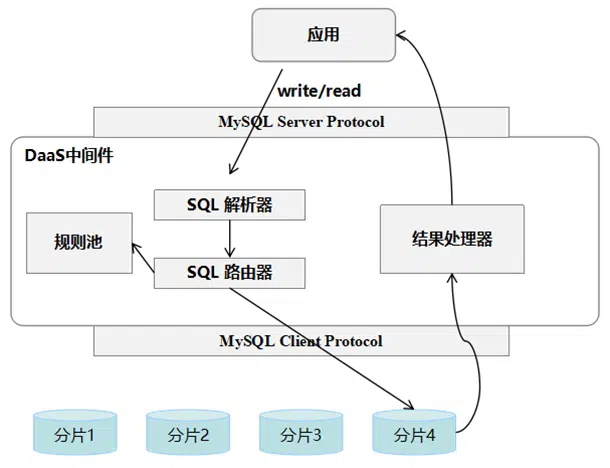 应用
write/read
MySQL Server Protocol
DaaS中间件
SQL 解析器
规则池
结果处理器
SQL 路由器
MySQL Client Protocol
分片1
分片2
分片3
分片4